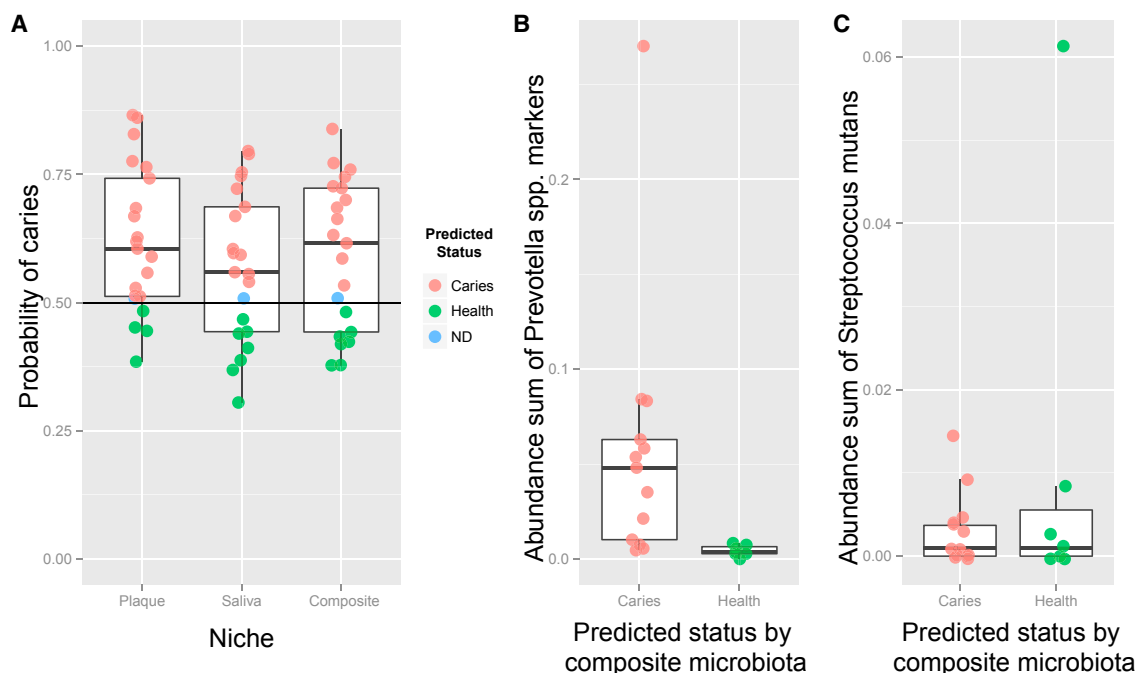 A
Probability of caries
1.00
0.75
0.50
0.25
0.00
Plaque
Saliva
Composite
Niche
Predicted
Status
Caries
Health
ND
B
Abundance sum of Prevotella spp. markers
0.2
0.1
0.0
Caries
Health
Predicted status by
composite microbiota
C
Abundance sum of Streptococcus mutans
0.06
0.04
0.02
0.00
Caries
Health
Predicted status by
composite microbiota